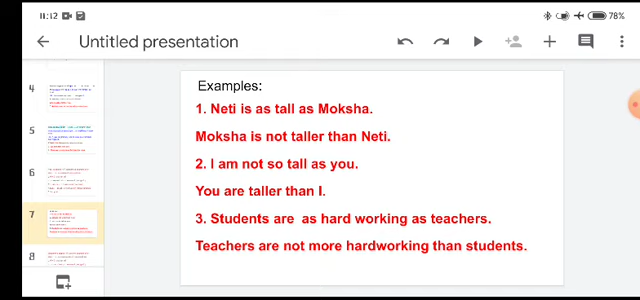 11:12
78%
Untitled presentation
4
5
6
7
8
Examples:
1. Neti is as tall as Moksha.
Moksha is not taller than Neti.
2. I am not so tall as you.
You are taller than I.
3. Students are  as hard working as teachers.
Teachers are not more hardworking than students.